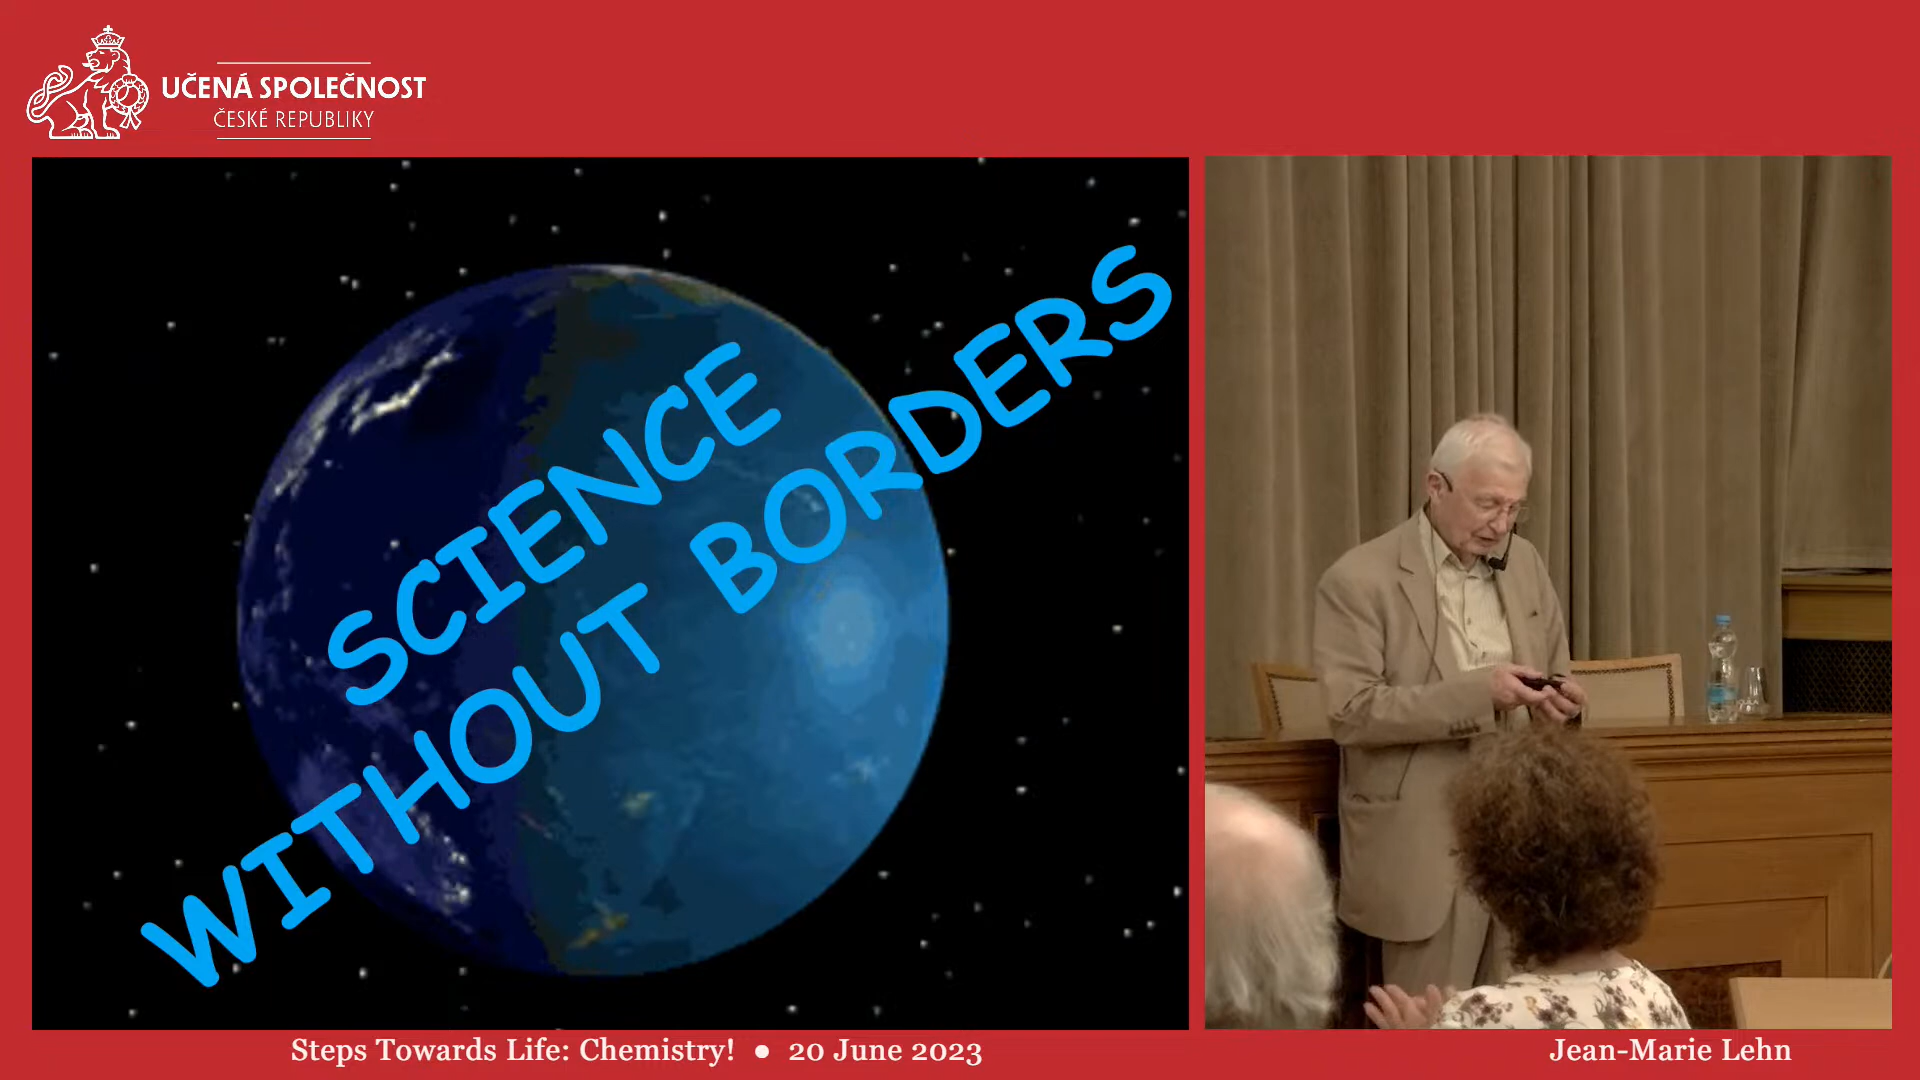 UČENÁ SPOLEČNOST
ČESKÉ REPUBLIKY
SCIENCE
WITHOUT BORDERS
Steps Towards Life: Chemistry! • 20 June 2023
Jean-Marie Lehn